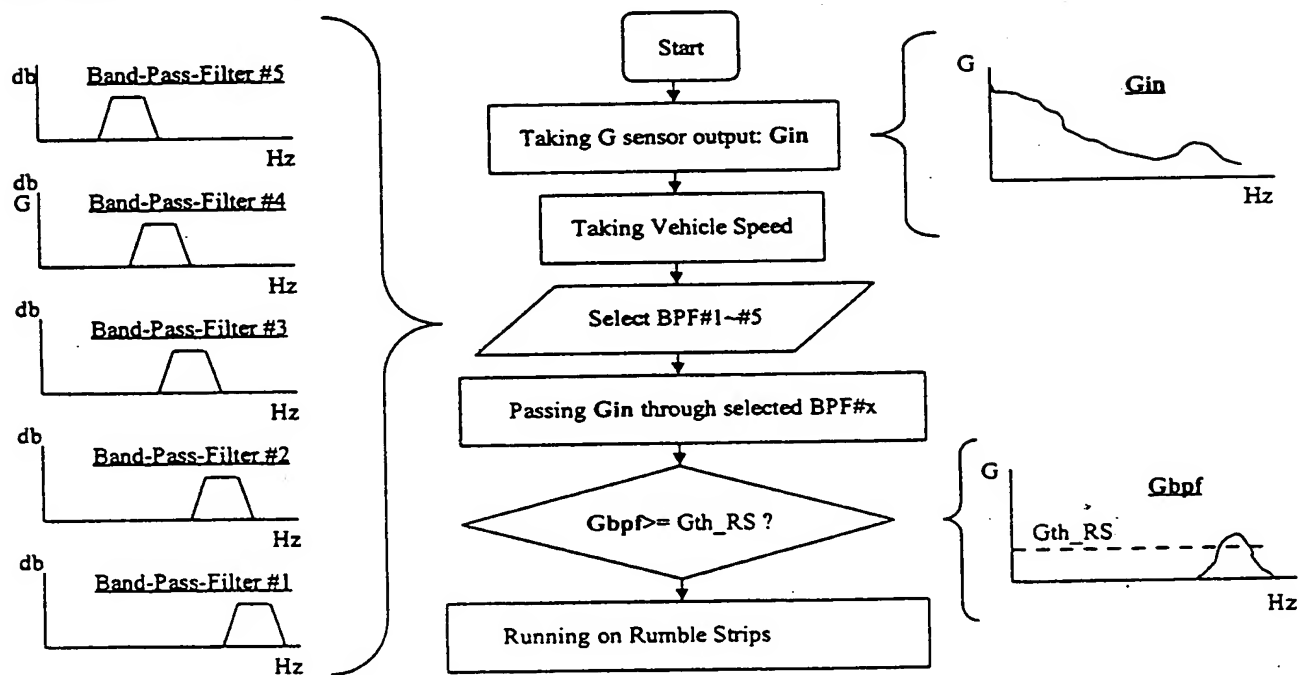 db
Band-Pass-Filter #5
Hz
db
G
Band-Pass-Filter #4
Hz
db
Band-Pass-Filter #3
Hz
db
Band-Pass-Filter #2
Hz
db
Band-Pass-Filter #1
Hz
Start
Taking G sensor output: Gin
Taking Vehicle Speed
Select BPF#1~#5
Passing Gin through selected BPF#x
Gbpf>= Gth_RS ?
Running on Rumble Strips
G
Gin
Hz
G
Gbpf
Gth_RS
Hz